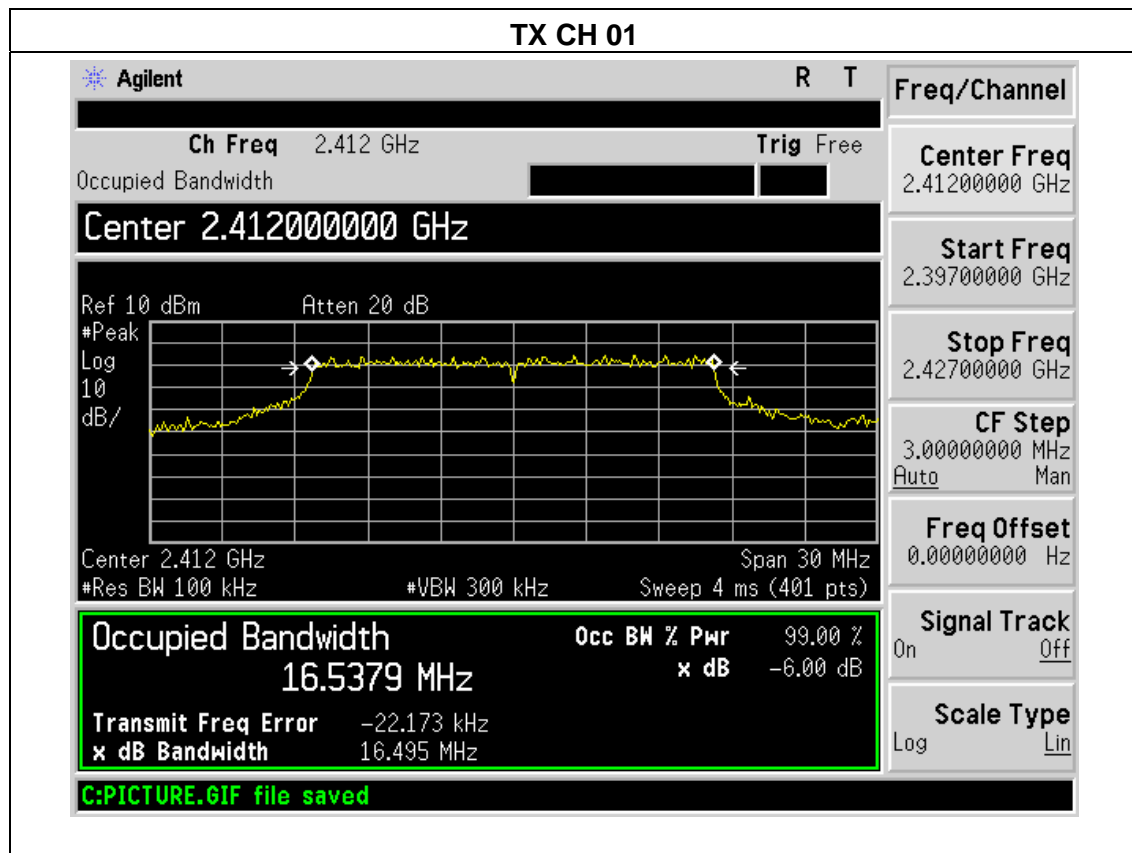 TX CH 01
Agilent R T
Ch Freq 2.412 GHz Trig Free
Occupied Bandwidth
Center 2.412000000 GHz
Ref 10 dBm Atten 20 dB
#Peak
Log
10
dB/
Center 2.412 GHz Span 30 MHz
#Res BW 100 kHz #VBW 300 kHz Sweep 4 ms (401 pts)
Occupied Bandwidth Occ BW % Pwr 99.00 %
16.5379 MHz x dB -6.00 dB
Transmit Freq Error -22.173 kHz
x dB Bandwidth 16.495 MHz
C:PICTURE.GIF file saved
Freq/Channel
Center Freq
2.41200000 GHz
Start Freq
2.39700000 GHz
Stop Freq
2.42700000 GHz
CF Step
3.00000000 MHz
Auto Man
Freq Offset
0.00000000 Hz
Signal Track
On Off
Scale Type
Log Lin